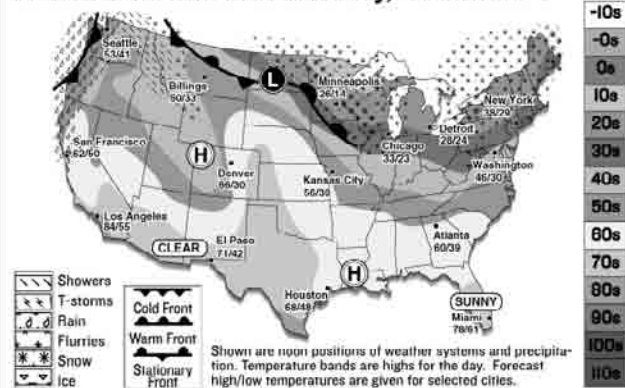 Seattle
53/41
Billings
60/33
L
Minneapolis
26/14
New York
38/29
Detroit
28/24
Chicago
33/23
San Francisco
62/50
H
Denver
66/30
Kansas City
56/30
Washington
46/30
Los Angeles
84/55
CLEAR
El Paso
71/42
Atlanta
60/39
H
Houston
68/48
SUNNY
Miami
78/61
Showers
T-storms
Rain
Flurries
Snow
Ice
Cold Front
Warm Front
Stationary
Front
Shown are noon positions of weather systems and precipita-
tion. Temperature bands are highs for the day. Forecast
high/low temperatures are given for selected cities.
-10s
-0s
0s
10s
20s
30s
40s
50s
60s
70s
80s
90s
100s
110s